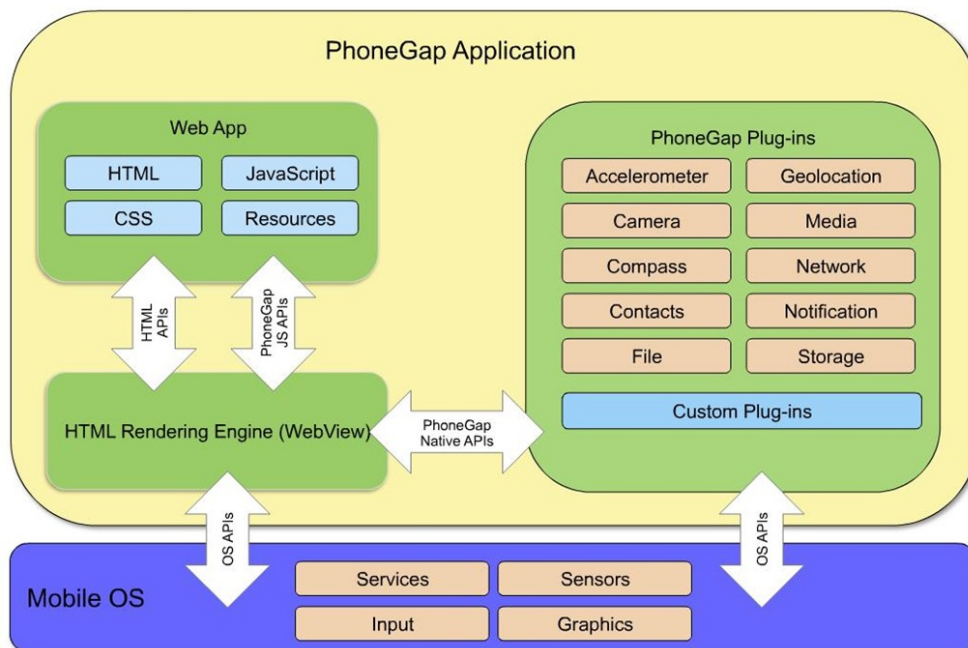 PhoneGap Application
Web App
HTML
JavaScript
CSS
Resources
HTML
APIs
PhoneGap
JS APIs
HTML Rendering Engine (WebView)
PhoneGap
Native APIs
PhoneGap Plug-ins
Accelerometer
Geolocation
Camera
Media
Compass
Network
Contacts
Notification
File
Storage
Custom Plug-ins
OS APIs
OS APIs
Mobile OS
Services
Sensors
Input
Graphics